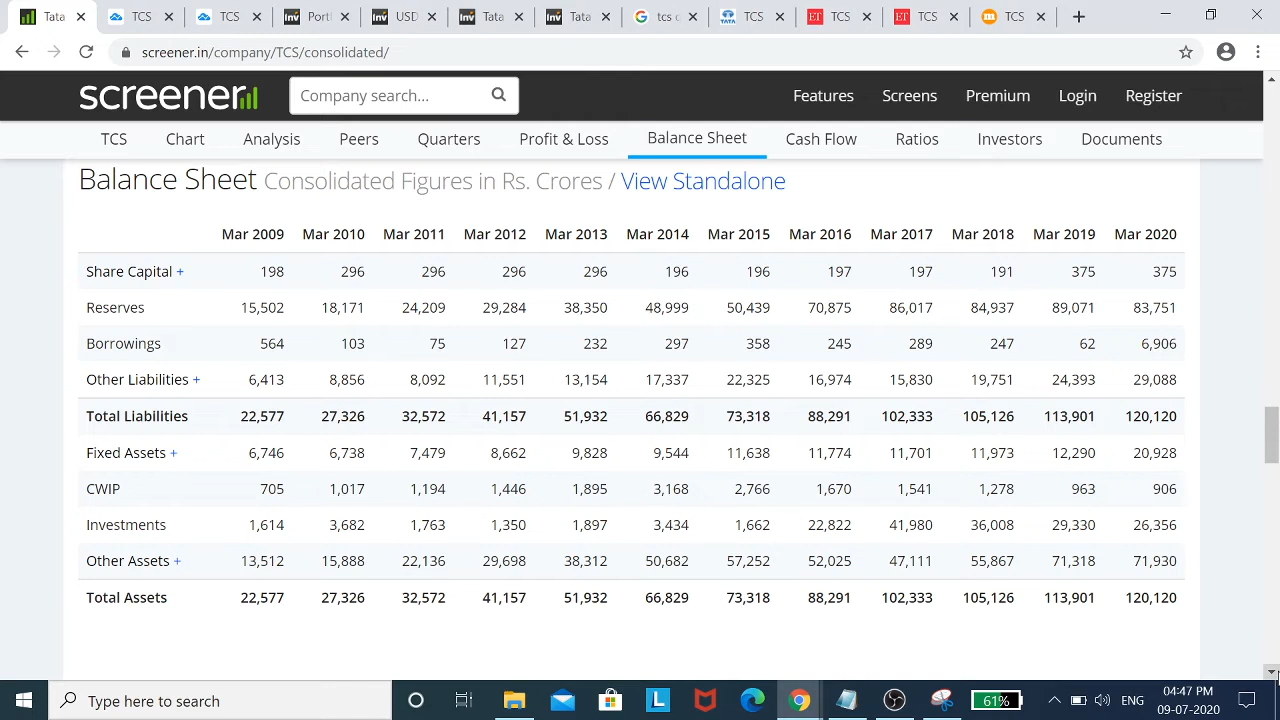 Tata
TCS
TCS
Portf
USD
Tata
Tata
tcs c
TCS
TCS
TCS
TCS
screener.in/company/TCS/consolidated/
screener Company search... Features Screens Premium Login Register
TCS Chart Analysis Peers Quarters Profit & Loss Balance Sheet Cash Flow Ratios Investors Documents
Balance Sheet Consolidated Figures in Rs. Crores / View Standalone
Mar 2009 Mar 2010 Mar 2011 Mar 2012 Mar 2013 Mar 2014 Mar 2015 Mar 2016 Mar 2017 Mar 2018 Mar 2019 Mar 2020
Share Capital + 198 296 296 296 296 196 196 197 197 191 375 375
Reserves 15,502 18,171 24,209 29,284 38,350 48,999 50,439 70,875 86,017 84,937 89,071 83,751
Borrowings 564 103 75 127 232 297 358 245 289 247 62 6,906
Other Liabilities + 6,413 8,856 8,092 11,551 13,154 17,337 22,325 16,974 15,830 19,751 24,393 29,088
Total Liabilities 22,577 27,326 32,572 41,157 51,932 66,829 73,318 88,291 102,333 105,126 113,901 120,120
Fixed Assets + 6,746 6,738 7,479 8,662 9,828 9,544 11,638 11,774 11,701 11,973 12,290 20,928
CWIP 705 1,017 1,194 1,446 1,895 3,168 2,766 1,670 1,541 1,278 963 906
Investments 1,614 3,682 1,763 1,350 1,897 3,434 1,662 22,822 41,980 36,008 29,330 26,356
Other Assets + 13,512 15,888 22,136 29,698 38,312 50,682 57,252 52,025 47,111 55,867 71,318 71,930
Total Assets 22,577 27,326 32,572 41,157 51,932 66,829 73,318 88,291 102,333 105,126 113,901 120,120
Type here to search 61% ENG 04:47 PM
09-07-2020